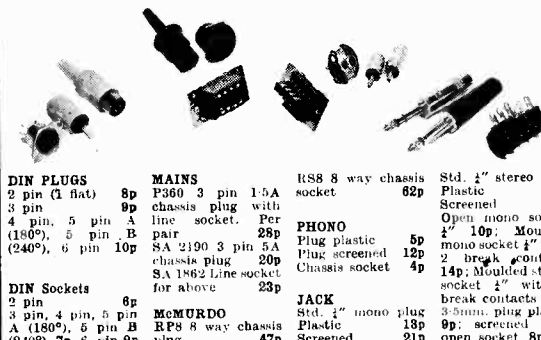 DIN PLUGS
2 pin (1 flat) 8p
3 pin 9p
4 pin, 5 pin A
(180°), 5 pin B
(240°), 6 pin 10p
DIN Sockets
2 pin 6p
3 pin, 4 pin, 5 pin
A (180°), 5 pin B
MAINS
P360 3 pin 1·5A
chassis plug with
line socket. Per
pair 28p
SA 2190 3 pin 5A
chassis plug 20p
SA 1862 Line socket
for above 23p
McMURDO
RP8 8 way chassis
plug 47p
RS8 8 way chassis
socket 62p
PHONO
Plug plastic 5p
Plug screened 12p
Chassis socket 4p
JACK
Std. ¼" mono plug
Plastic 13p
Screened 21p
Std. ¼" stereo
Plastic
Screened
Open mono so
¼" 10p; Moul
mono socket ¼"
2 break cont
14p; Moulded st
socket ¼" wit
break contacts
3·5mm. plug pl
9p; screened
open socket 8p